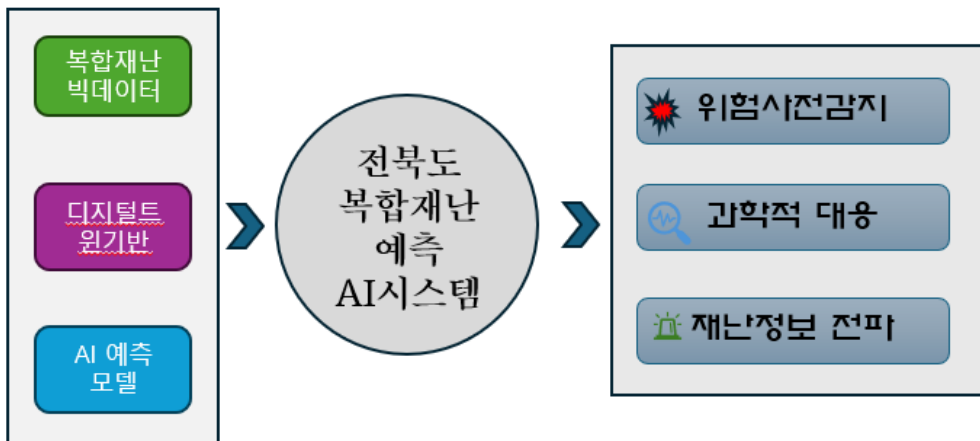 복합재난
빅데이터
디지털트
윈기반
AI 예측
모델
전북도
복합재난
예측
AI시스템
위험사전감지
과학적 대응
재난정보 전파